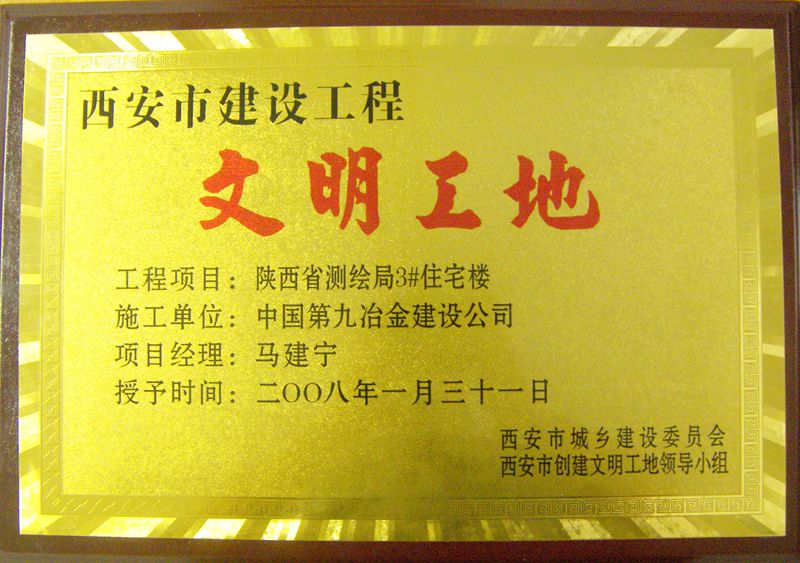 西安市建设工程
文明工地
工程项目：陕西省测绘局3#住宅楼
施工单位：中国第九冶金建设公司
项目经理：马建宁
授予时间：二〇〇八年一月三十一日
西安市城乡建设委员会
西安市创建文明工地领导小组